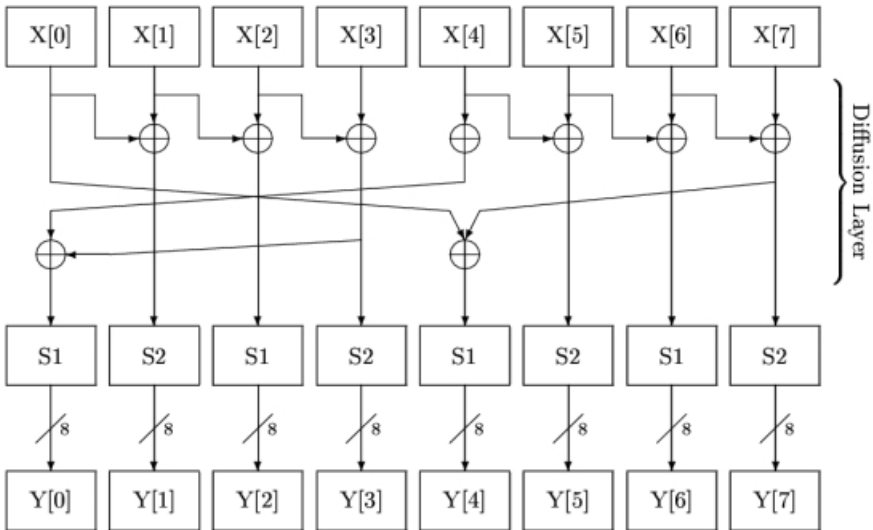 X[0] X[1] X[2] X[3] X[4] X[5] X[6] X[7]
Diffusion Layer
S1 S2 S1 S2 S1 S2 S1 S2
8 8 8 8 8 8 8 8
Y[0] Y[1] Y[2] Y[3] Y[4] Y[5] Y[6] Y[7]